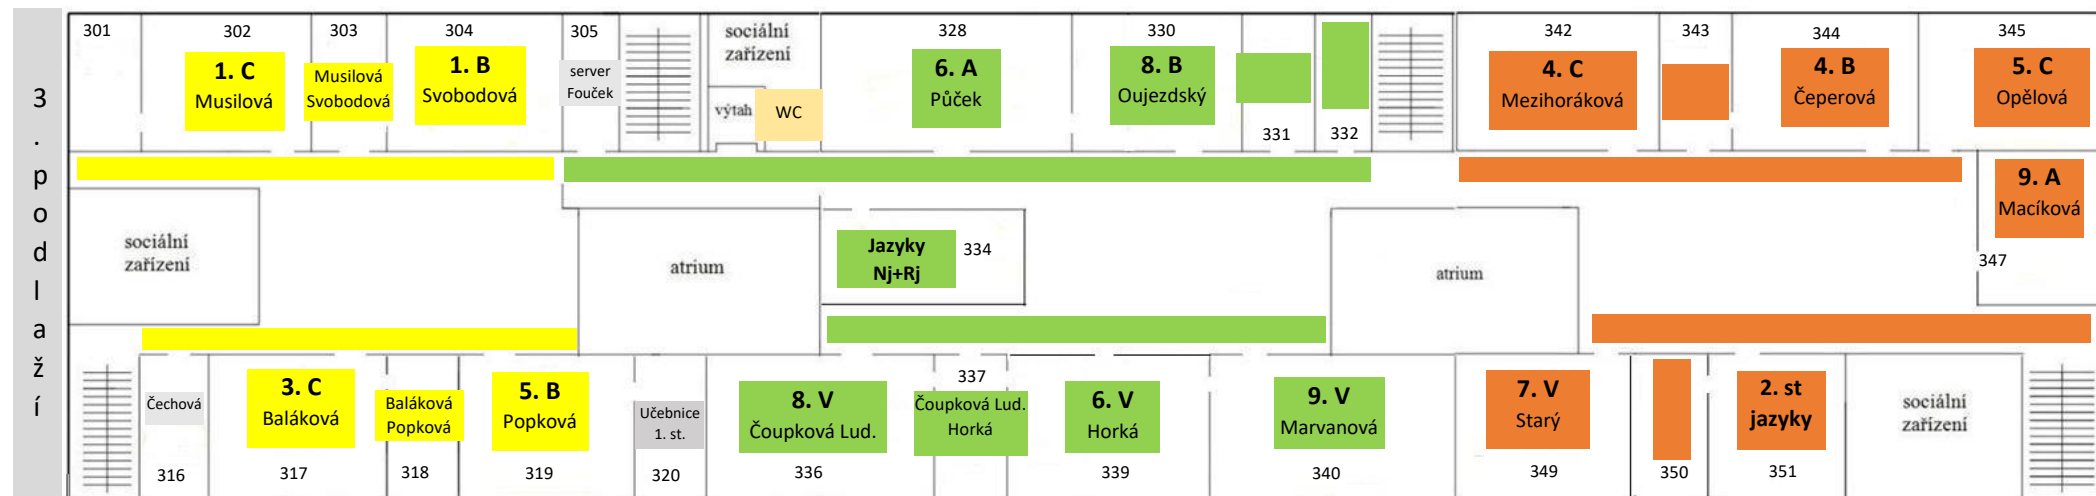 3
.
p
o
d
l
a
ž
í
301
302
1. C
Musilová
303
Musilová
Svobodová
304
1. B
Svobodová
305
server
Fouček
sociální
zařízení
výtah
WC
328
6. A
Půček
330
8. B
Oujezdský
331
332
342
4. C
Mezihoráková
343
344
4. B
Čeperová
345
5. C
Opělová
sociální
zařízení
atrium
Jazyky
Nj+Rj
334
atrium
9. A
Macíková
347
Čechová
316
3. C
Baláková
317
Baláková
Popková
318
5. B
Popková
319
Učebnice
1. st.
320
8. V
Čoupková Lud.
336
337
Čoupková Lud.
Horká
6. V
Horká
339
9. V
Marvanová
340
7. V
Starý
349
350
2. st
jazyky
351
sociální
zařízení